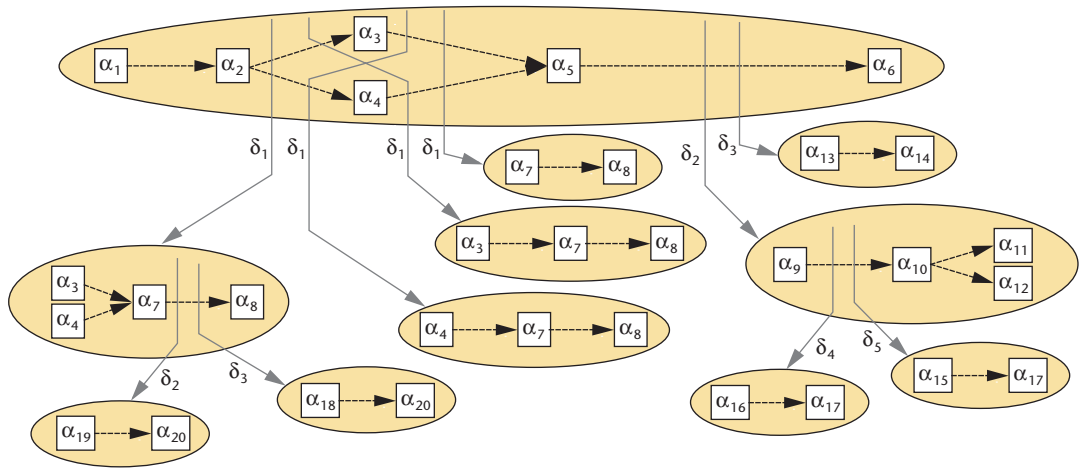 α₁ α₂ α₃ α₅ α₆
α₄
δ₁ δ₁ δ₁ δ₁ δ₂ δ₃
α₁₃ α₁₄
α₇ α₈
α₃ α₇ α₈
α₉ α₁₀ α₁₁
α₁₂
α₃
α₄ α₇ α₈
α₄ α₇ α₈
δ₂ δ₃ δ₄ δ₅
α₁₅ α₁₇
α₁₈ α₂₀
α₁₆ α₁₇
α₁₉ α₂₀